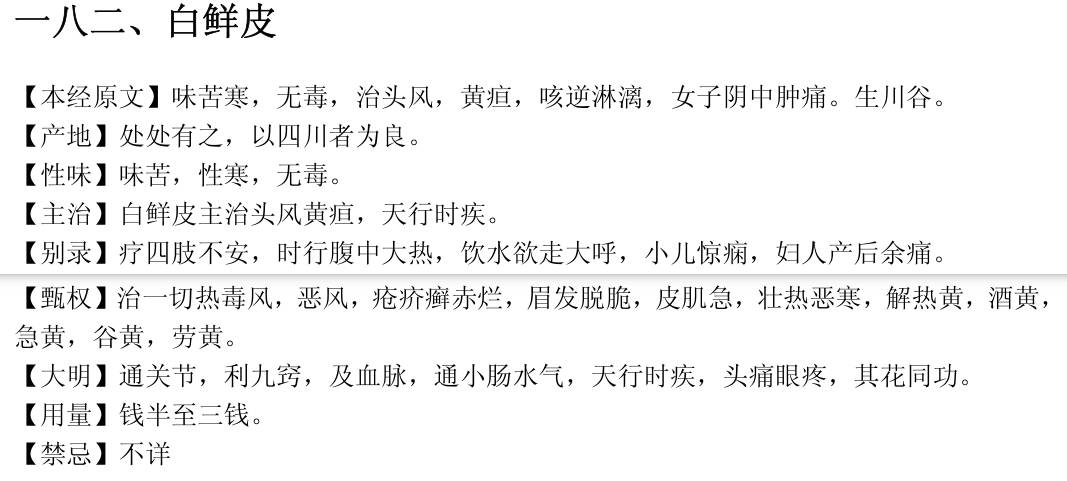 一八二、白鲜皮
【本经原文】味苦寒，无毒，治头风，黄疸，咳逆淋漓，女子阴中肿痛。生川谷。
【产地】处处有之，以四川者为良。
【性味】味苦，性寒，无毒。
【主治】白鲜皮主治头风黄疸，天行时疾。
【别录】疗四肢不安，时行腹中大热，饮水欲走大呼，小儿惊痫，妇人产后余痛。
【甄权】治一切热毒风，恶风，疮疥癣赤烂，眉发脱脆，皮肌急，壮热恶寒，解热黄，酒黄，
急黄，谷黄，劳黄。
【大明】通关节，利九窍，及血脉，通小肠水气，天行时疾，头痛眼疼，其花同功。
【用量】钱半至三钱。
【禁忌】不详